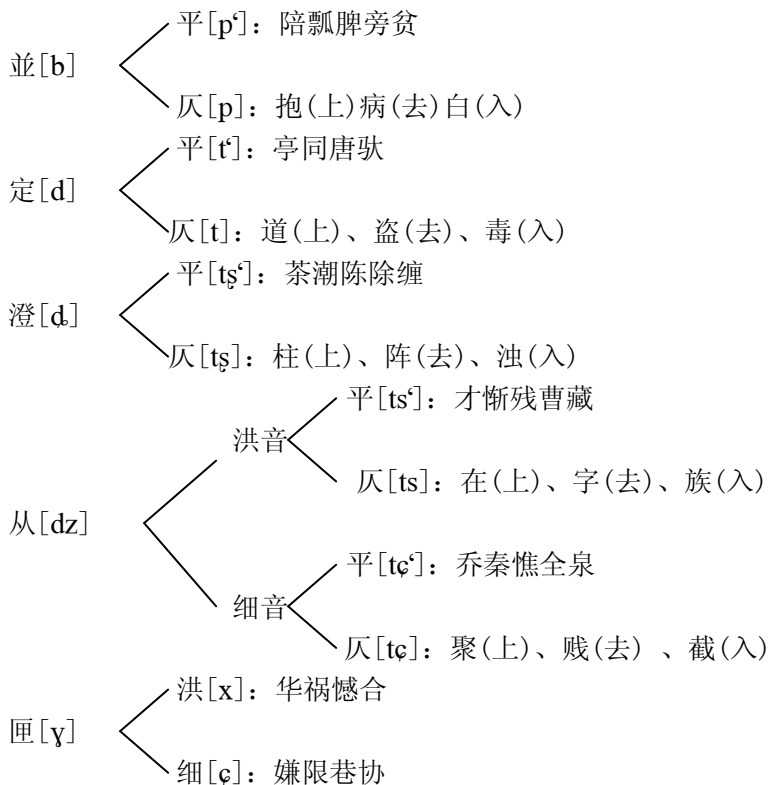 平[pʻ]：陪瓢脾旁贫
並[b]
仄[p]：抱(上)病(去)白(入)
平[tʻ]：亭同唐驮
定[d]
仄[t]：道(上)、盗(去)、毒(入)
平[tʂʻ]：茶潮陈除缠
澄[ȡ]
仄[tʂ]：柱(上)、阵(去)、浊(入)
平[tsʻ]：才惭残曹藏
洪音
仄[ts]：在(上)、字(去)、族(入)
从[dz]
平[tɕʻ]：乔秦憔全泉
细音
仄[tɕ]：聚(上)、贱(去) 、截(入)
洪[x]：华祸憾合
匣[ɣ]
细[ɕ]：嫌限巷协